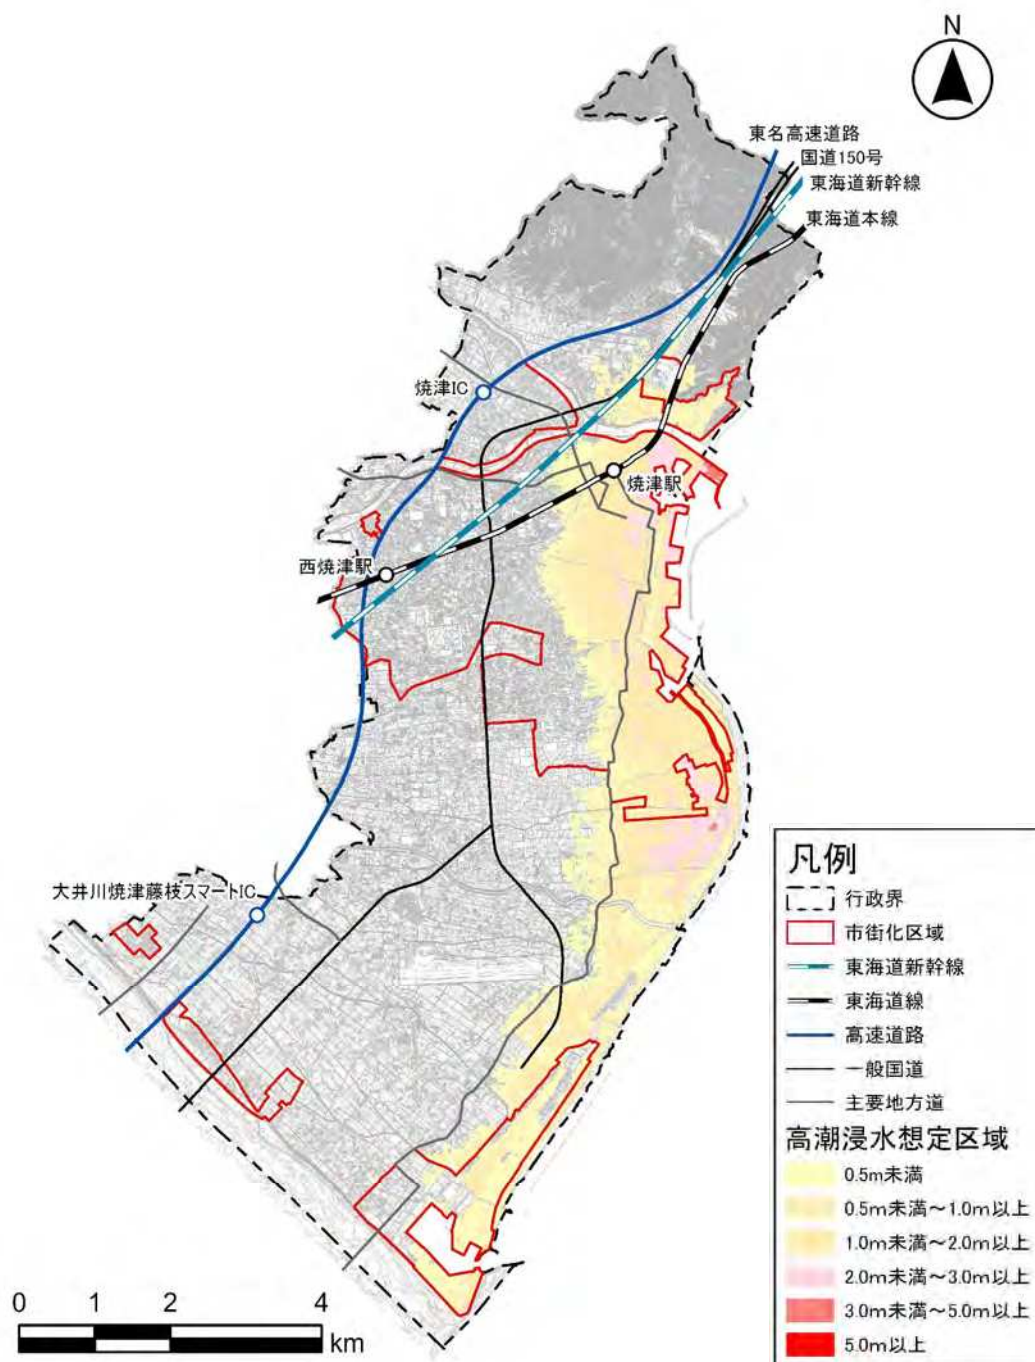 N
東名高速道路
国道150号
東海道新幹線
東海道本線
焼津IC
焼津駅
西焼津駅
大井川焼津藤枝スマートIC
凡例
行政界
市街化区域
東海道新幹線
東海道線
高速道路
一般国道
主要地方道
高潮浸水想定区域
0.5m未満
0.5m未満～1.0m以上
1.0m未満～2.0m以上
2.0m未満～3.0m以上
3.0m未満～5.0m以上
5.0m以上
0 1 2 4
km